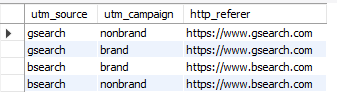 utm_source utm_campaign http_referer
gsearch nonbrand https://www.gsearch.com
gsearch brand https://www.gsearch.com
bsearch brand https://www.bsearch.com
bsearch nonbrand https://www.bsearch.com